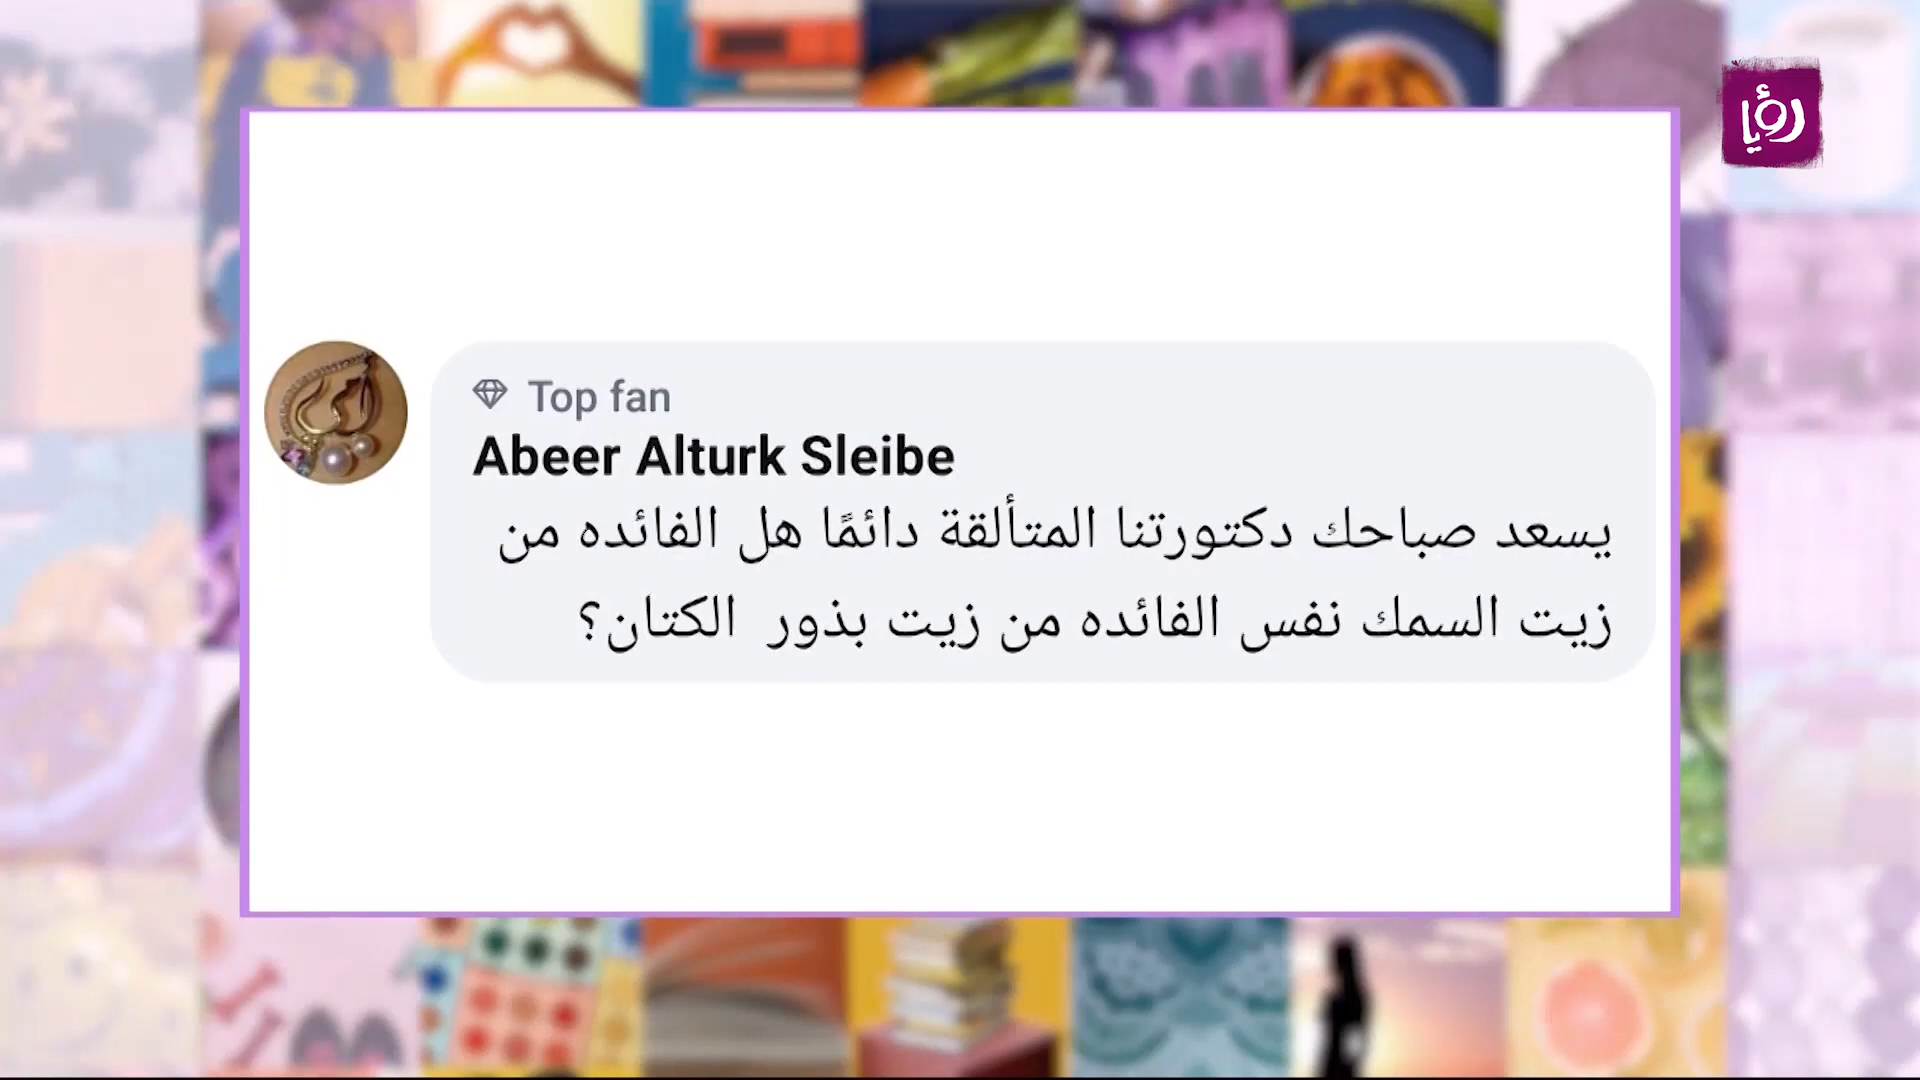 رؤيا
Top fan
Abeer Alturk Sleibe
يسعد صباحك دكتورتنا المتألقة دائمًا هل الفائده من
زيت السمك نفس الفائده من زيت بذور الكتان؟